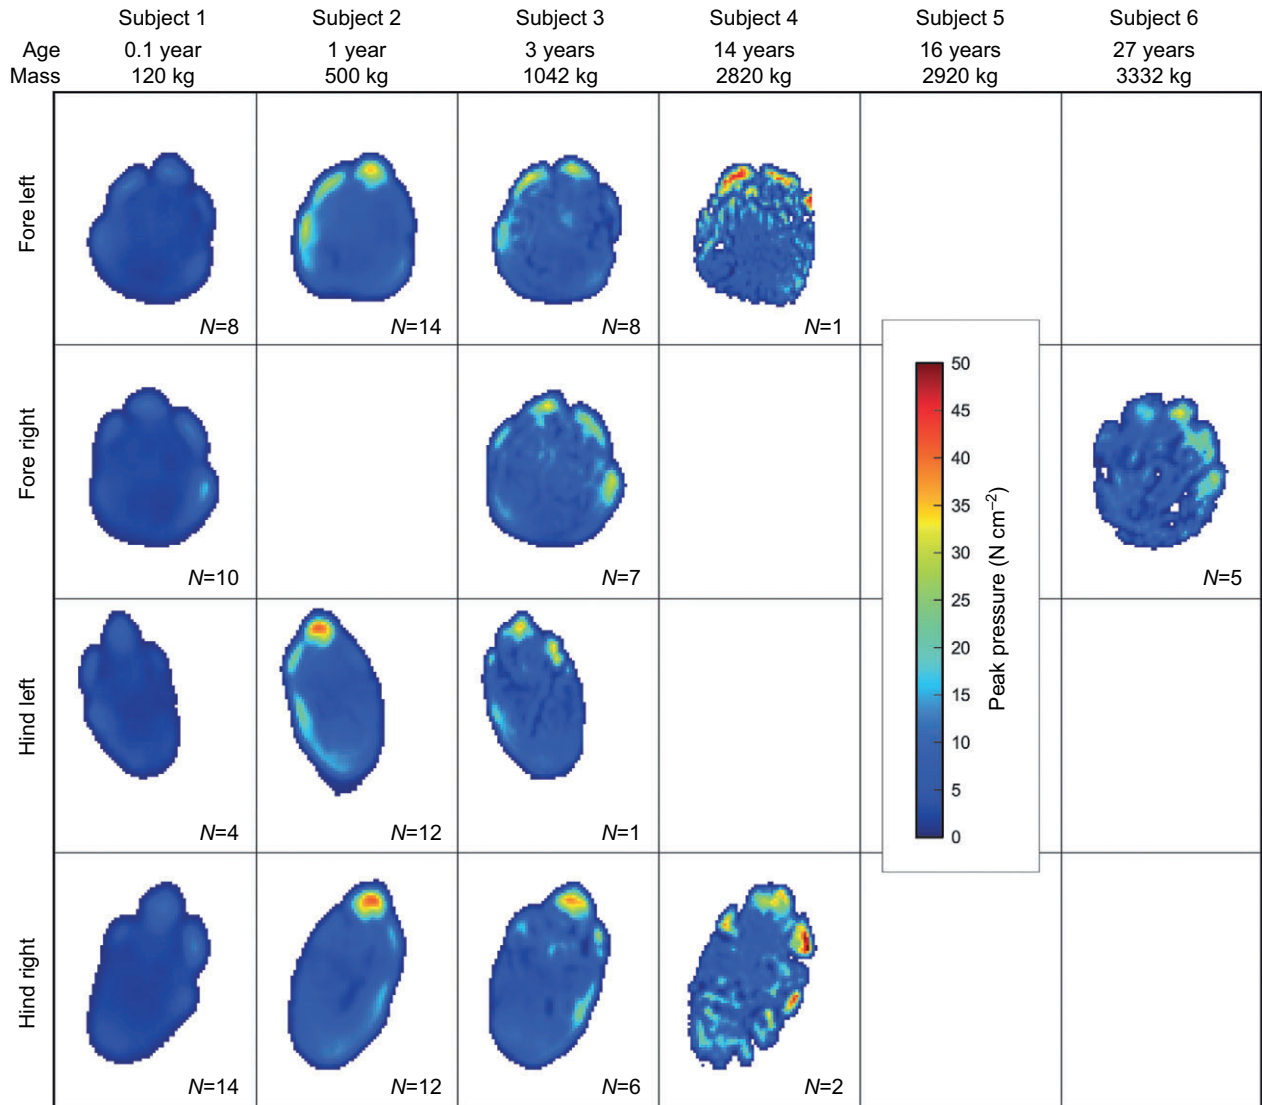 Subject 1 Subject 2 Subject 3 Subject 4 Subject 5 Subject 6
Age 0.1 year 1 year 3 years 14 years 16 years 27 years
Mass 120 kg 500 kg 1042 kg 2820 kg 2920 kg 3332 kg
Fore left
N=8 N=14 N=8 N=1
Fore right
N=10 N=7 N=5
Hind left
N=4 N=12 N=1
Hind right
N=14 N=12 N=6 N=2
50
45
40
35
30
25
20
15
10
5
0
Peak pressure (N cm⁻²)